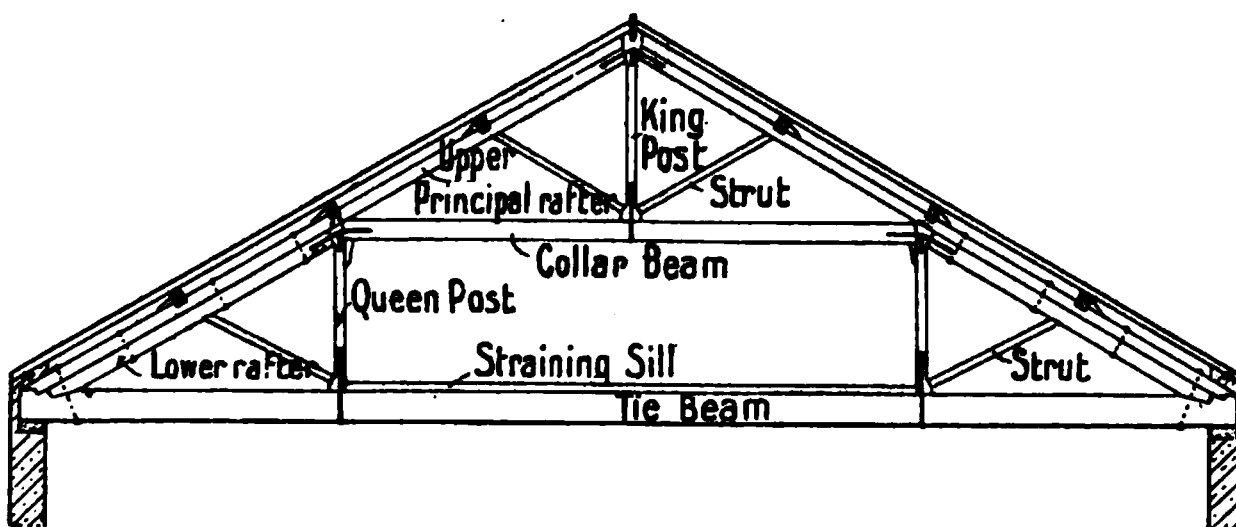 King
Post
Upper
Principal rafter
Strut
Collar Beam
Queen Post
Lower rafter
Straining Sill
Strut
Tie Beam